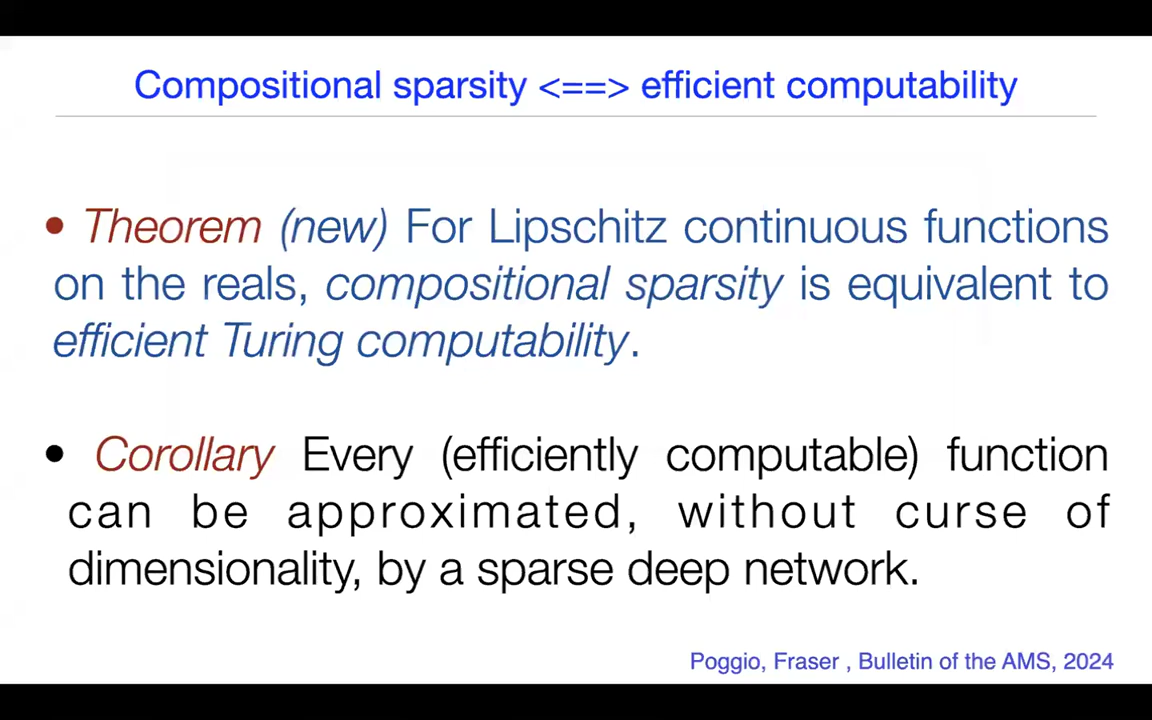 Compositional sparsity <==> efficient computability
• Theorem (new) For Lipschitz continuous functions
on the reals, compositional sparsity is equivalent to
efficient Turing computability.
• Corollary Every (efficiently computable) function
can be approximated, without curse of
dimensionality, by a sparse deep network.
Poggio, Fraser , Bulletin of the AMS, 2024